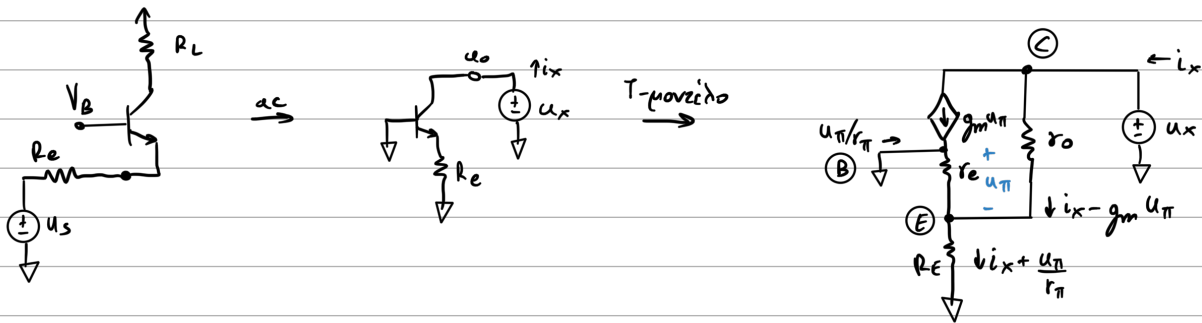 R_L
V_B
R_e
u_s
ac
u_o
↑i_x
u_x
R_e
T-μοντέλο
C
← i_x
g_m u_π
u_x
r_o
u_π/r_π →
B
r_e
+
u_π
-
E
↓ i_x - g_m u_π
R_E
↓ i_x + u_π/r_π